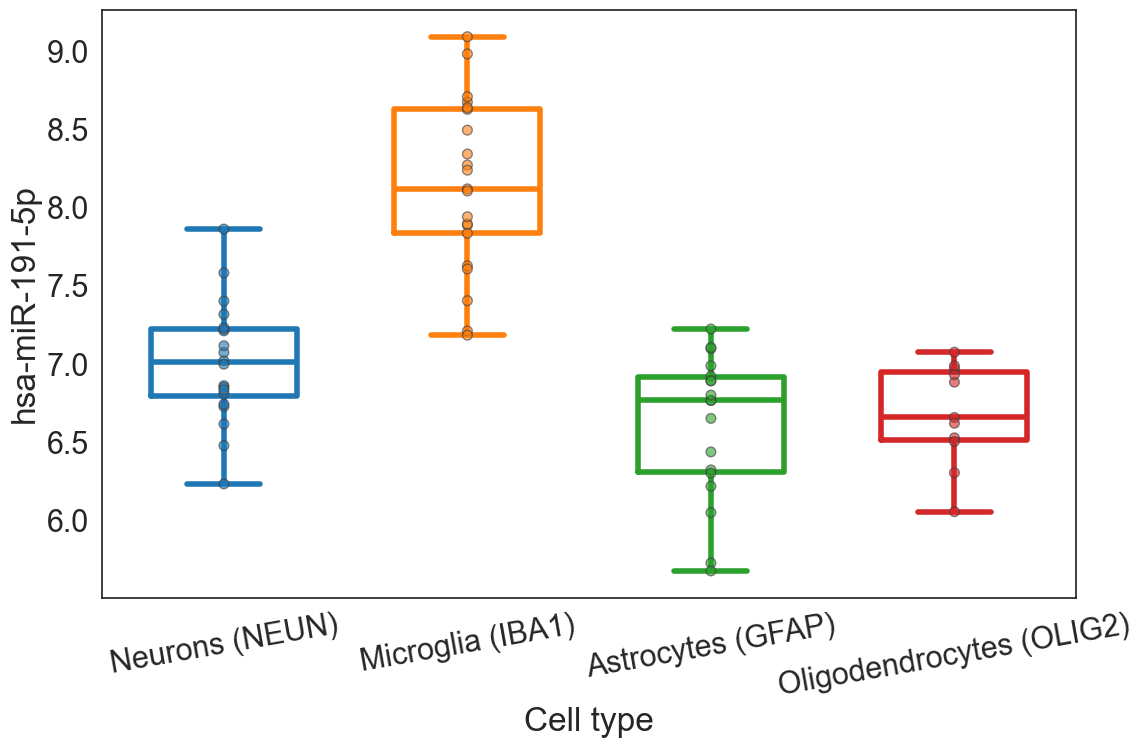 hsa-miR-191-5p
9.0
8.5
8.0
7.5
7.0
6.5
6.0
Neurons (NEUN)
Microglia (IBA1)
Astrocytes (GFAP)
Oligodendrocytes (OLIG2)
Cell type